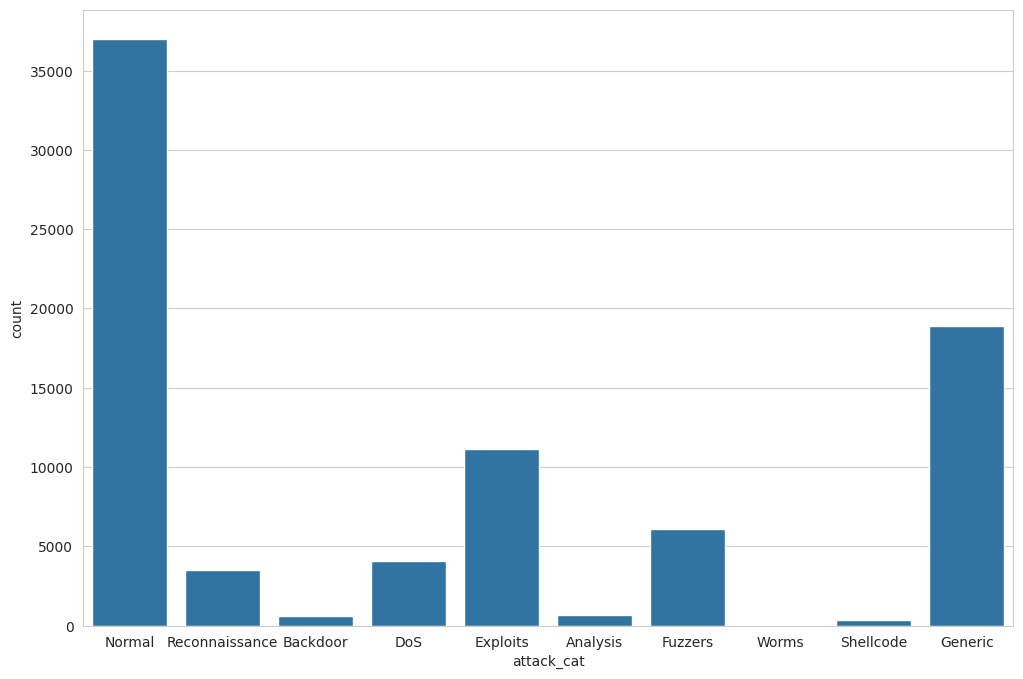 count
35000
30000
25000
20000
15000
10000
5000
0
Normal Reconnaissance Backdoor DoS Exploits Analysis Fuzzers Worms Shellcode Generic
attack_cat